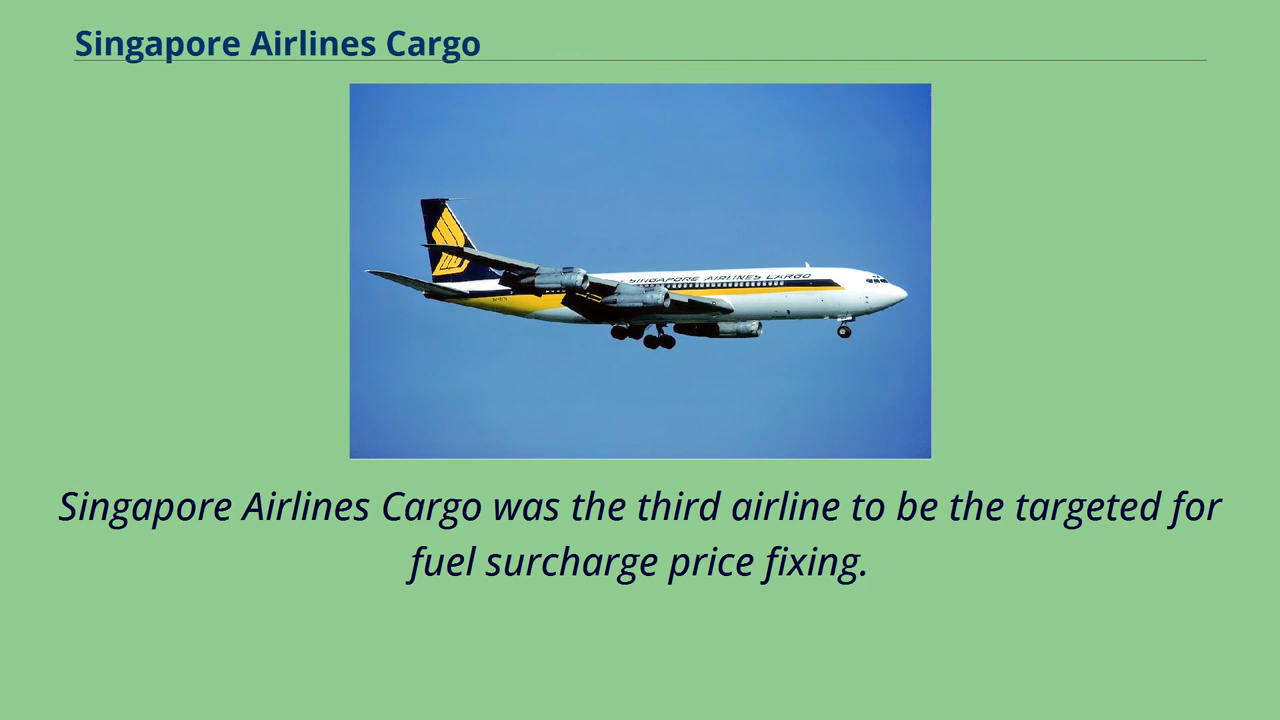 Singapore Airlines Cargo
SINGAPORE AIRLINES CARGO
Singapore Airlines Cargo was the third airline to be the targeted for
fuel surcharge price fixing.